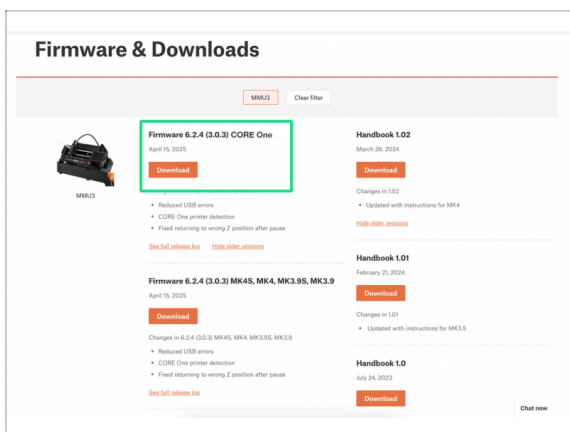 Firmware & Downloads
MMU3
Clear filter
MMU3
Firmware 6.2.4 (3.0.3) CORE One
April 15, 2025
Download
Reduced USB errors
CORE One printer detection
Fixed returning to wrong Z position after pause
See full release log
Hide older versions
Firmware 6.2.4 (3.0.3) MK4S, MK4, MK3.9S, MK3.9
April 15, 2025
Download
Changes in 6.2.4 (3.0.3) MK4S, MK4, MK3.9S, MK3.9
Reduced USB errors
CORE One printer detection
Fixed returning to wrong Z position after pause
See full release log
Handbook 1.02
March 26, 2024
Download
Changes in 1.02
Updated with instructions for MK4
Hide older versions
Handbook 1.01
February 21, 2024
Download
Changes in 1.01
Updated with instructions for MK3.5
Handbook 1.0
July 24, 2023
Download
Chat now